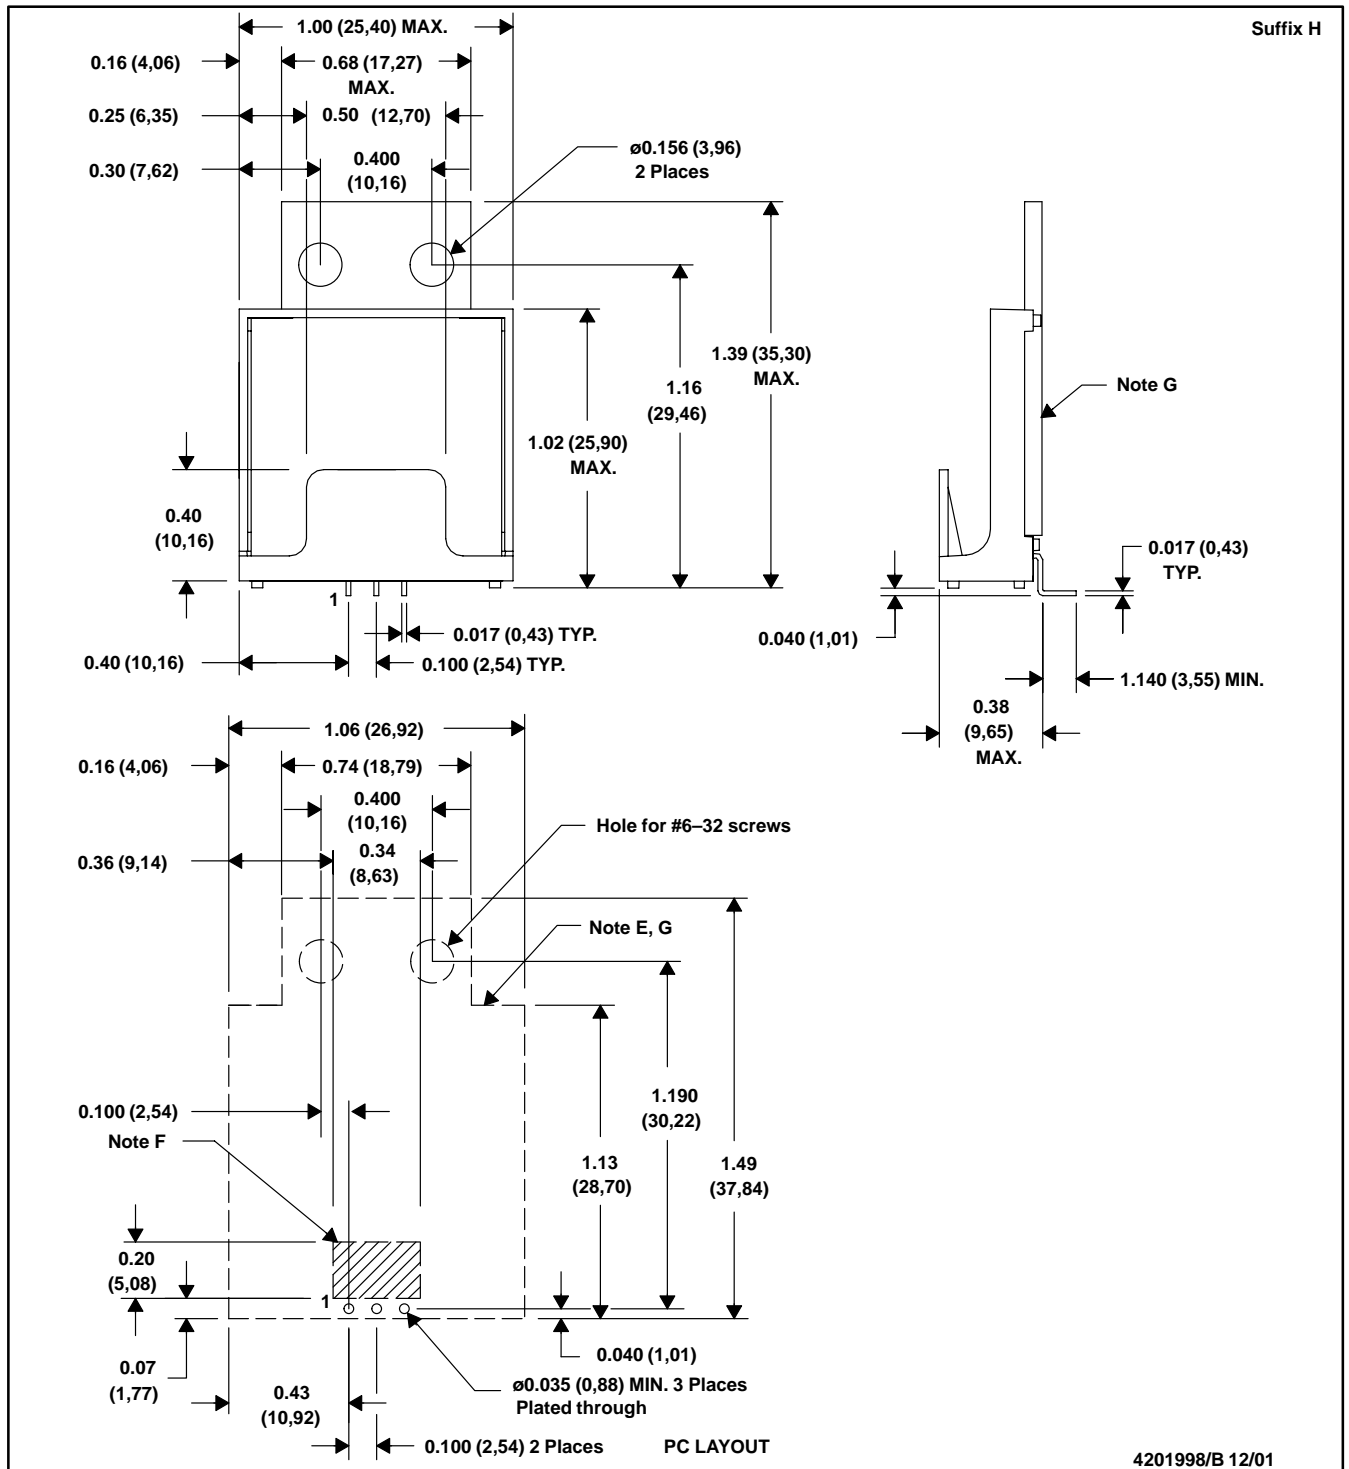 1.00 (25,40) MAX.
Suffix H
0.16 (4,06)
0.68 (17,27)
MAX.
0.25 (6,35)
0.50 (12,70)
0.30 (7,62)
0.400
(10,16)
ø0.156 (3,96)
2 Places
1.39 (35,30)
MAX.
1.16
(29,46)
Note G
1.02 (25,90)
MAX.
0.40
(10,16)
0.017 (0,43)
TYP.
1
0.017 (0,43) TYP.
0.040 (1,01)
0.40 (10,16)
0.100 (2,54) TYP.
1.140 (3,55) MIN.
0.38
(9,65)
MAX.
1.06 (26,92)
0.16 (4,06)
0.74 (18,79)
0.400
(10,16)
Hole for #6–32 screws
0.36 (9,14)
0.34
(8,63)
Note E, G
0.100 (2,54)
1.190
(30,22)
Note F
1.13
(28,70)
1.49
(37,84)
0.20
(5,08)
1
0.07
(1,77)
0.040 (1,01)
0.43
(10,92)
ø0.035 (0,88) MIN. 3 Places
Plated through
0.100 (2,54) 2 Places
PC LAYOUT
4201998/B 12/01